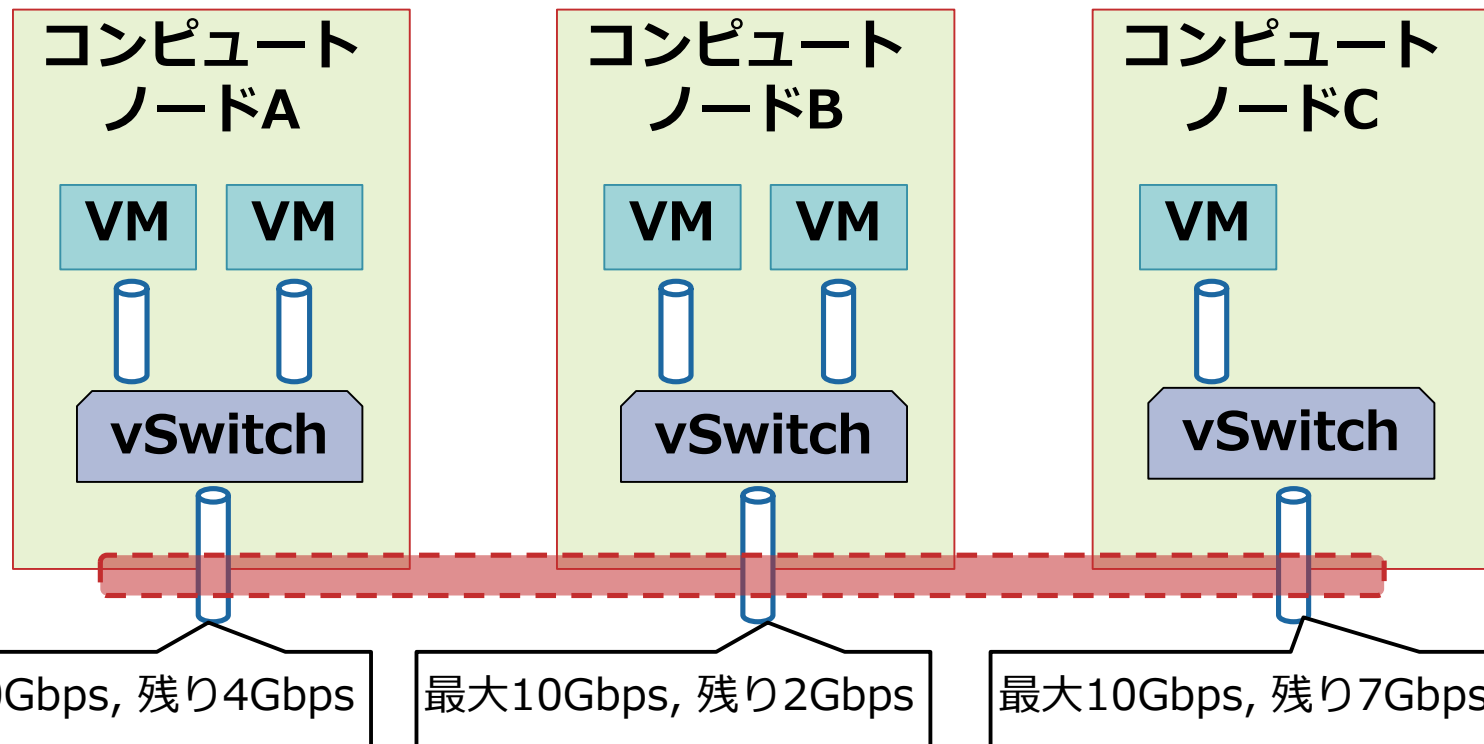 コンピュート
ノードA
VM VM
vSwitch
0Gbps, 残り4Gbps
コンピュート
ノードB
VM VM
vSwitch
最大10Gbps, 残り2Gbps
コンピュート
ノードC
VM
vSwitch
最大10Gbps, 残り7Gbps